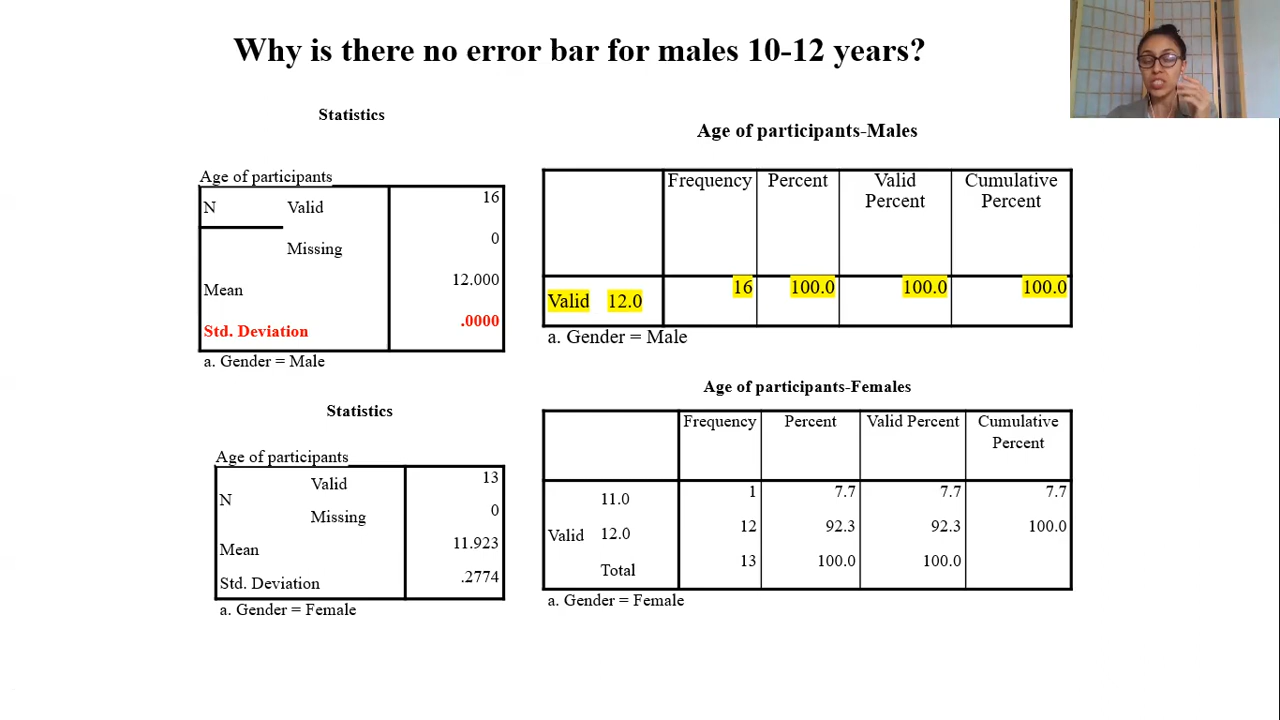 Why is there no error bar for males 10-12 years?
Statistics
Age of participants
N Valid 16
Missing 0
Mean 12.000
Std. Deviation .0000
a. Gender = Male
Age of participants-Males
Frequency Percent Valid Percent Cumulative Percent
Valid 12.0 16 100.0 100.0 100.0
a. Gender = Male
Statistics
Age of participants
N Valid 13
Missing 0
Mean 11.923
Std. Deviation .2774
a. Gender = Female
Age of participants-Females
Frequency Percent Valid Percent Cumulative Percent
Valid 11.0 1 7.7 7.7 7.7
12.0 12 92.3 92.3 100.0
Total 13 100.0 100.0
a. Gender = Female